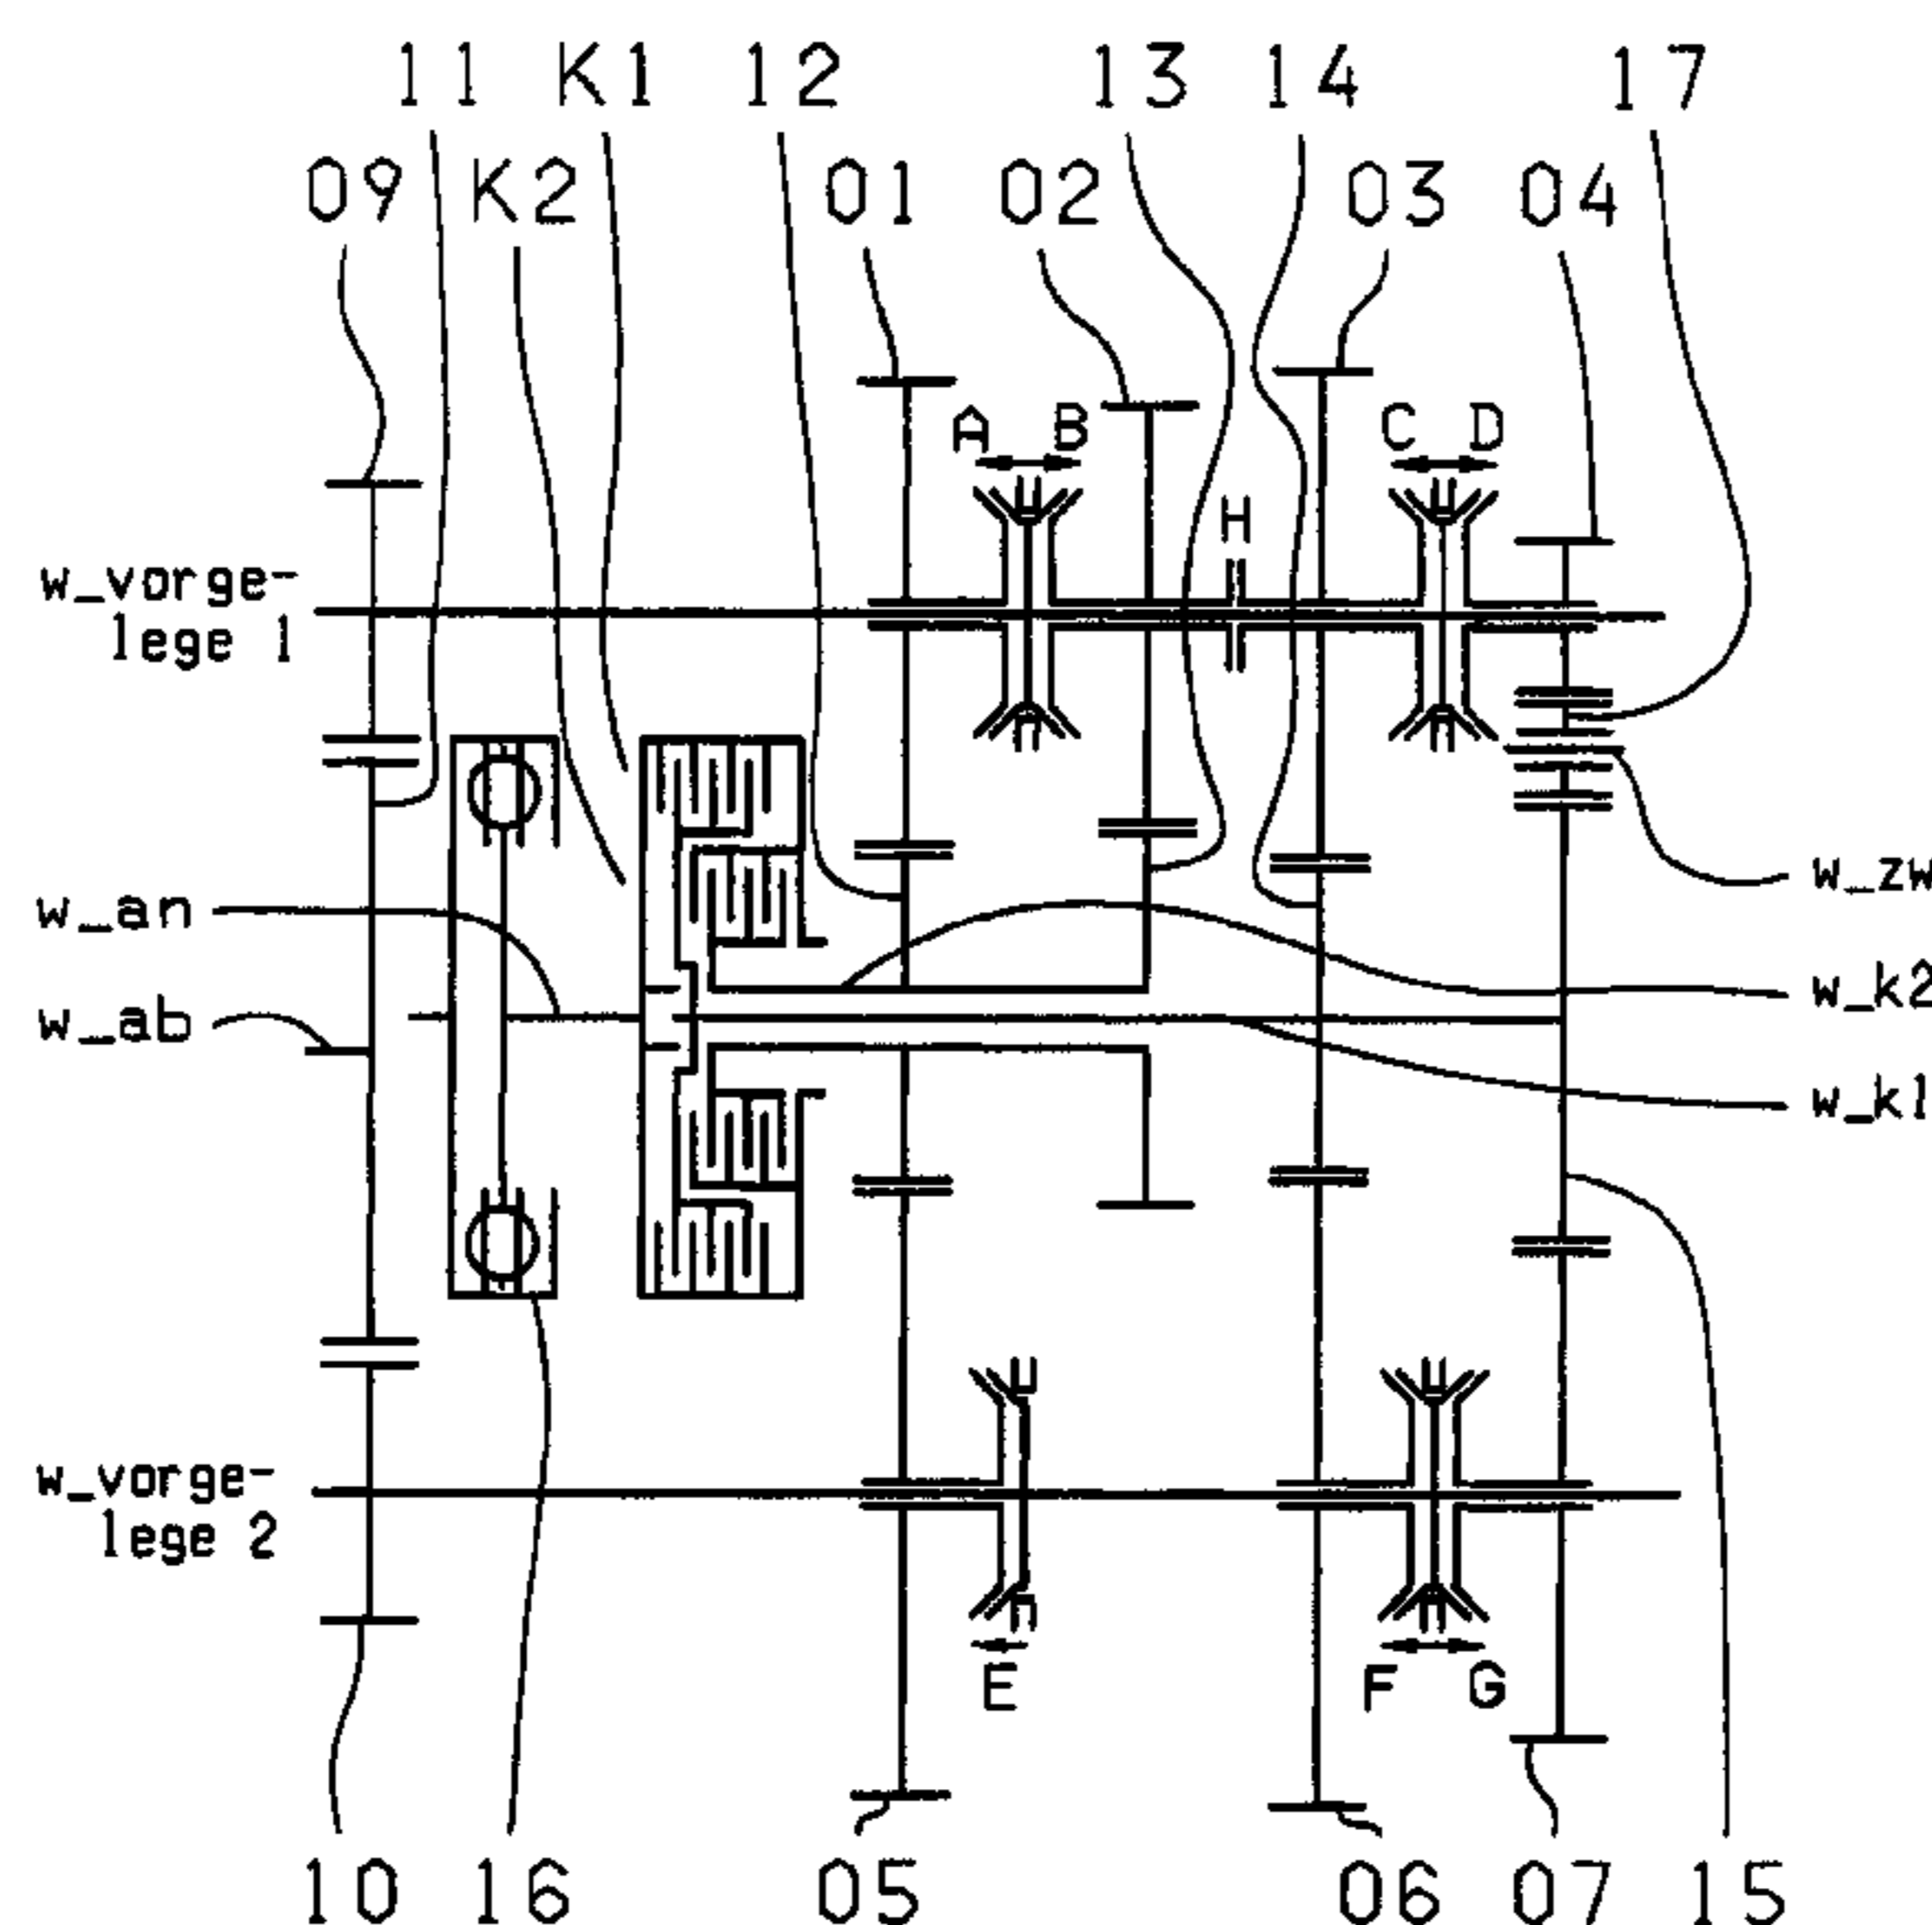 11 K1 12 13 14 17
09 K2 01 02 03 04
A B C D
H
w_vorge-
lege 1
w_zw
w_an
w_k2
w_ab
w_k1
w_vorge-
lege 2
E F G
10 16 05 06 07 15